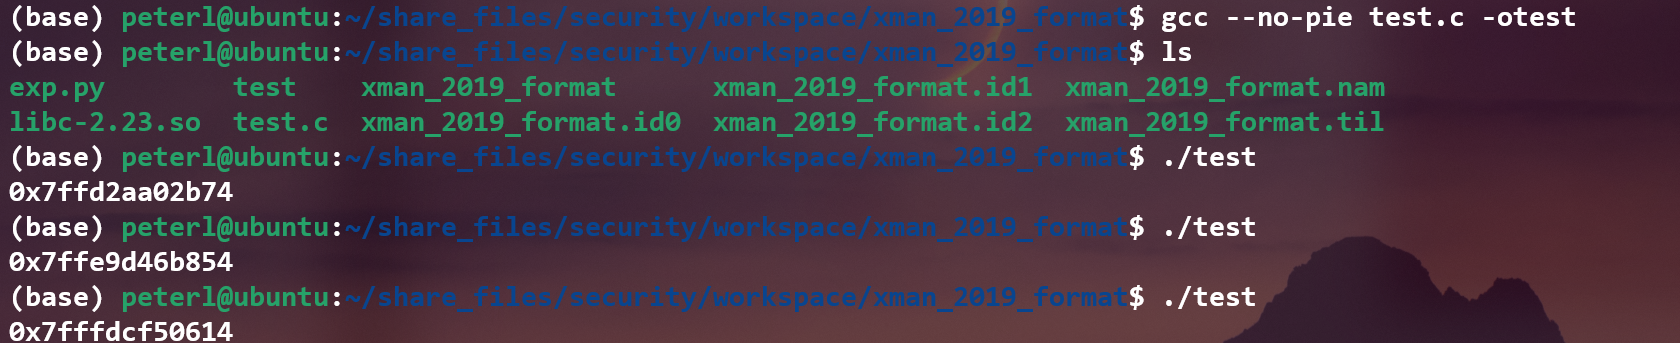 (base) peterl@ubuntu:~/share_files/security/workspace/xman_2019_format$ gcc --no-pie test.c -otest
(base) peterl@ubuntu:~/share_files/security/workspace/xman_2019_format$ ls
exp.py        test    xman_2019_format      xman_2019_format.id1  xman_2019_format.nam
libc-2.23.so  test.c  xman_2019_format.id0  xman_2019_format.id2  xman_2019_format.til
(base) peterl@ubuntu:~/share_files/security/workspace/xman_2019_format$ ./test
0x7ffd2aa02b74
(base) peterl@ubuntu:~/share_files/security/workspace/xman_2019_format$ ./test
0x7ffe9d46b854
(base) peterl@ubuntu:~/share_files/security/workspace/xman_2019_format$ ./test
0x7fffdcf50614